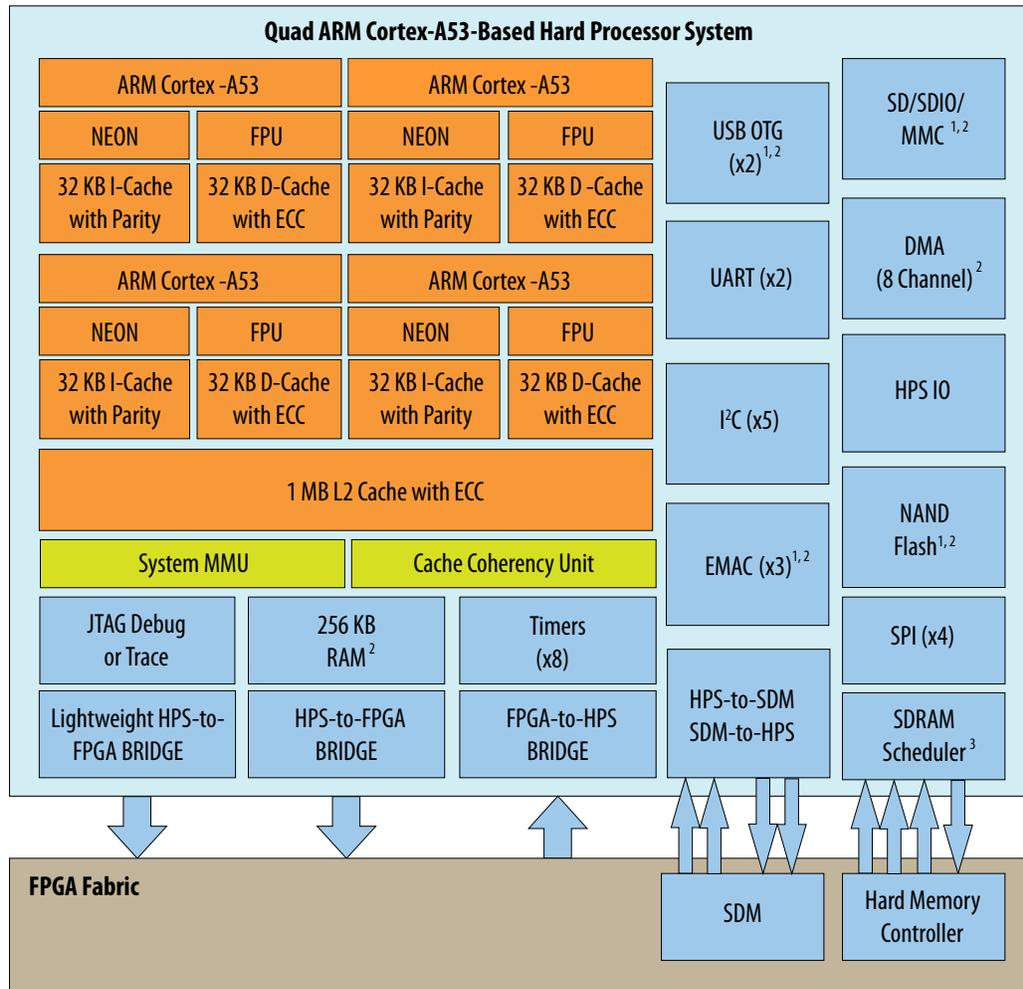 Quad ARM Cortex-A53-Based Hard Processor System
ARM Cortex -A53
ARM Cortex -A53
NEON
FPU
NEON
FPU
32 KB I-Cache
with Parity
32 KB D-Cache
with ECC
32 KB I-Cache
with Parity
32 KB D -Cache
with ECC
ARM Cortex -A53
ARM Cortex -A53
NEON
FPU
NEON
FPU
32 KB I-Cache
with Parity
32 KB D-Cache
with ECC
32 KB I-Cache
with Parity
32 KB D-Cache
with ECC
1 MB L2 Cache with ECC
System MMU
Cache Coherency Unit
JTAG Debug
or Trace
256 KB
RAM 2
Timers
(x8)
Lightweight HPS-to-
FPGA BRIDGE
HPS-to-FPGA
BRIDGE
FPGA-to-HPS
BRIDGE
USB OTG
(x2) 1, 2
UART (x2)
I2C (x5)
EMAC (x3) 1, 2
HPS-to-SDM
SDM-to-HPS
SD/SDIO/
MMC 1, 2
DMA
(8 Channel) 2
HPS IO
NAND
Flash 1, 2
SPI (x4)
SDRAM
Scheduler 3
FPGA Fabric
SDM
Hard Memory
Controller